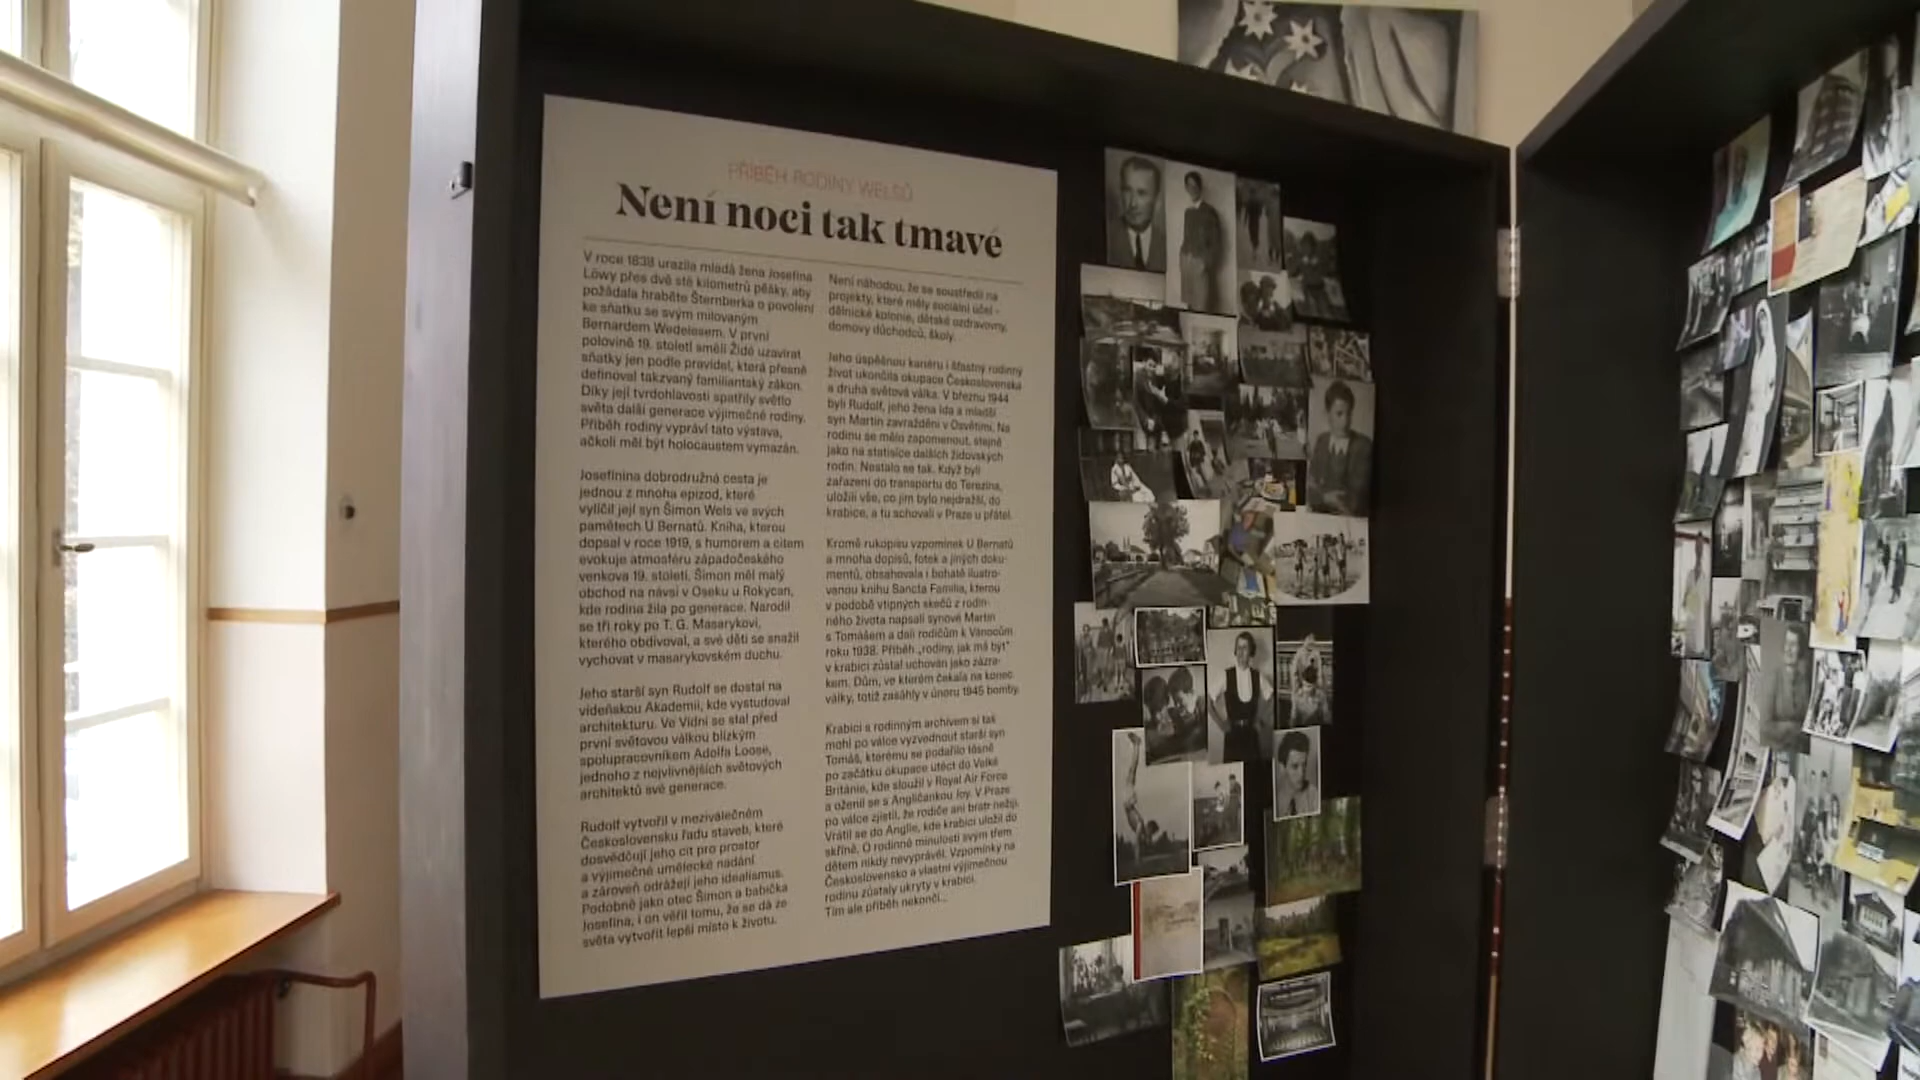 PŘÍBĚH RODINY WELSŮ
Není noci tak tmavé
V roce 1838 urazila mladá žena Josefina
Löwy přes dvě stě kilometrů pěšky, aby
požádala hraběte Šternberka o povolení
ke sňatku se svým milovaným
Bernardem Wedelesem. V první
polovině 19. století směli Židé uzavírat
sňatky jen podle pravidel, která přesně
definoval takzvaný familiantský zákon.
Díky její tvrdohlavosti spatřily světlo
světa další generace výjimečné rodiny.
Příběh rodiny vypráví tato výstava,
ačkoli měl být holocaustem vymazán.
Josefínina dobrodružná cesta je
jednou z mnoha epizod, které
vylíčil její syn Šimon Wels ve svých
pamětech U Bernatů. Kniha, kterou
dopsal v roce 1919, s humorem a citem
evokuje atmosféru západočeského
venkova 19. století. Šimon měl malý
obchod na návsi v Oseku u Rokycan,
kde rodina žila po generace. Narodil
se tři roky po T. G. Masarykovi,
kterého obdivoval, a své děti se snažil
vychovat v masarykovském duchu.
Jeho starší syn Rudolf se dostal na
vídeňskou Akademii, kde vystudoval
architekturu. Ve Vídni se stal před
první světovou válkou blízkým
spolupracovníkem Adolfa Loose,
jednoho z nejvlivnějších světových
architektů své generace.
Rudolf vytvořil v meziválečném
Československu řadu staveb, které
dosvědčují jeho cit pro prostor
a výjimečné umělecké nadání
a zároveň odrážejí jeho idealismus.
Podobně jako otec Šimon a babička
Josefina, i on věřil tomu, že se dá ze
světa vytvořit lepší místo k životu.
Není náhodou, že se soustředil na
projekty, které měly sociální účel -
dělnické kolonie, dětské ozdravovny,
domovy důchodců, školy.
Jeho úspěšnou kariéru i šťastný rodinný
život ukončila okupace Československa
a druhá světová válka. V březnu 1944
byli Rudolf, jeho žena Ida a mladší
syn Martin zavražděni v Osvětimi. Na
rodinu se mělo zapomenout, stejně
jako na statisíce dalších židovských
rodin. Nestalo se tak. Když byli
zařazeni do transportu do Terezína,
uložili vše, co jim bylo nejdražší, do
krabice, a tu schovali v Praze u přátel.
Kromě rukopisu vzpomínek U Bernatů
a mnoha dopisů, fotek a jiných doku-
mentů, obsahovala i bohatě ilustro-
vanou knihu Sancta Familia, kterou
v podobě vtipných skečů z rodin-
ného života napsali synové Martin
s Tomášem a dali rodičům k Vánocům
roku 1938. Příběh „rodiny, jak má být"
v krabici zůstal uchován jako zázra-
kem. Dům, ve kterém čekala na konec
války, totiž zasáhly v únoru 1945 bomby.
Krabici s rodinným archivem si tak
mohl po válce vyzvednout starší syn
Tomáš, kterému se podařilo těsně
po začátku okupace utéct do Velké
Británie, kde sloužil v Royal Air Force
a oženil se s Angličankou Joy. V Praze
po válce zjistil, že rodiče ani bratr nežijí.
Vrátil se do Anglie, kde krabici uložil do
skříně. O rodinné minulosti svým třem
dětem nikdy nevyprávěl. Vzpomínky na
Československo a vlastní výjimečnou
rodinu zůstaly ukryty v krabici.
Tím ale příběh nekončí...